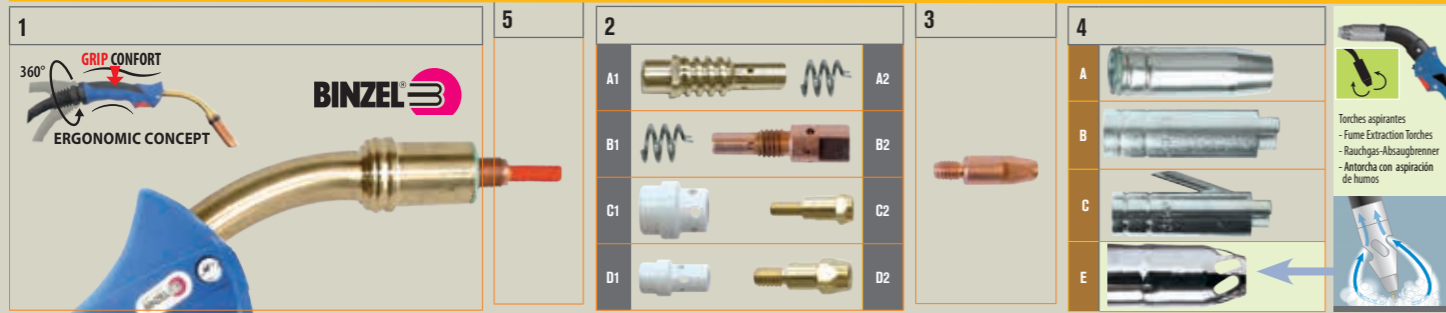 1
5
2
3
4
360°
GRIP CONFORT
BINZEL®
ERGONOMIC CONCEPT
A1
A2
B1
B2
C1
C2
D1
D2
A
B
C
E
Torches aspirantes
- Fume Extraction Torches
- Rauchgas-Absaugbrenner
- Antorcha con aspiración
de humos
BINZEL